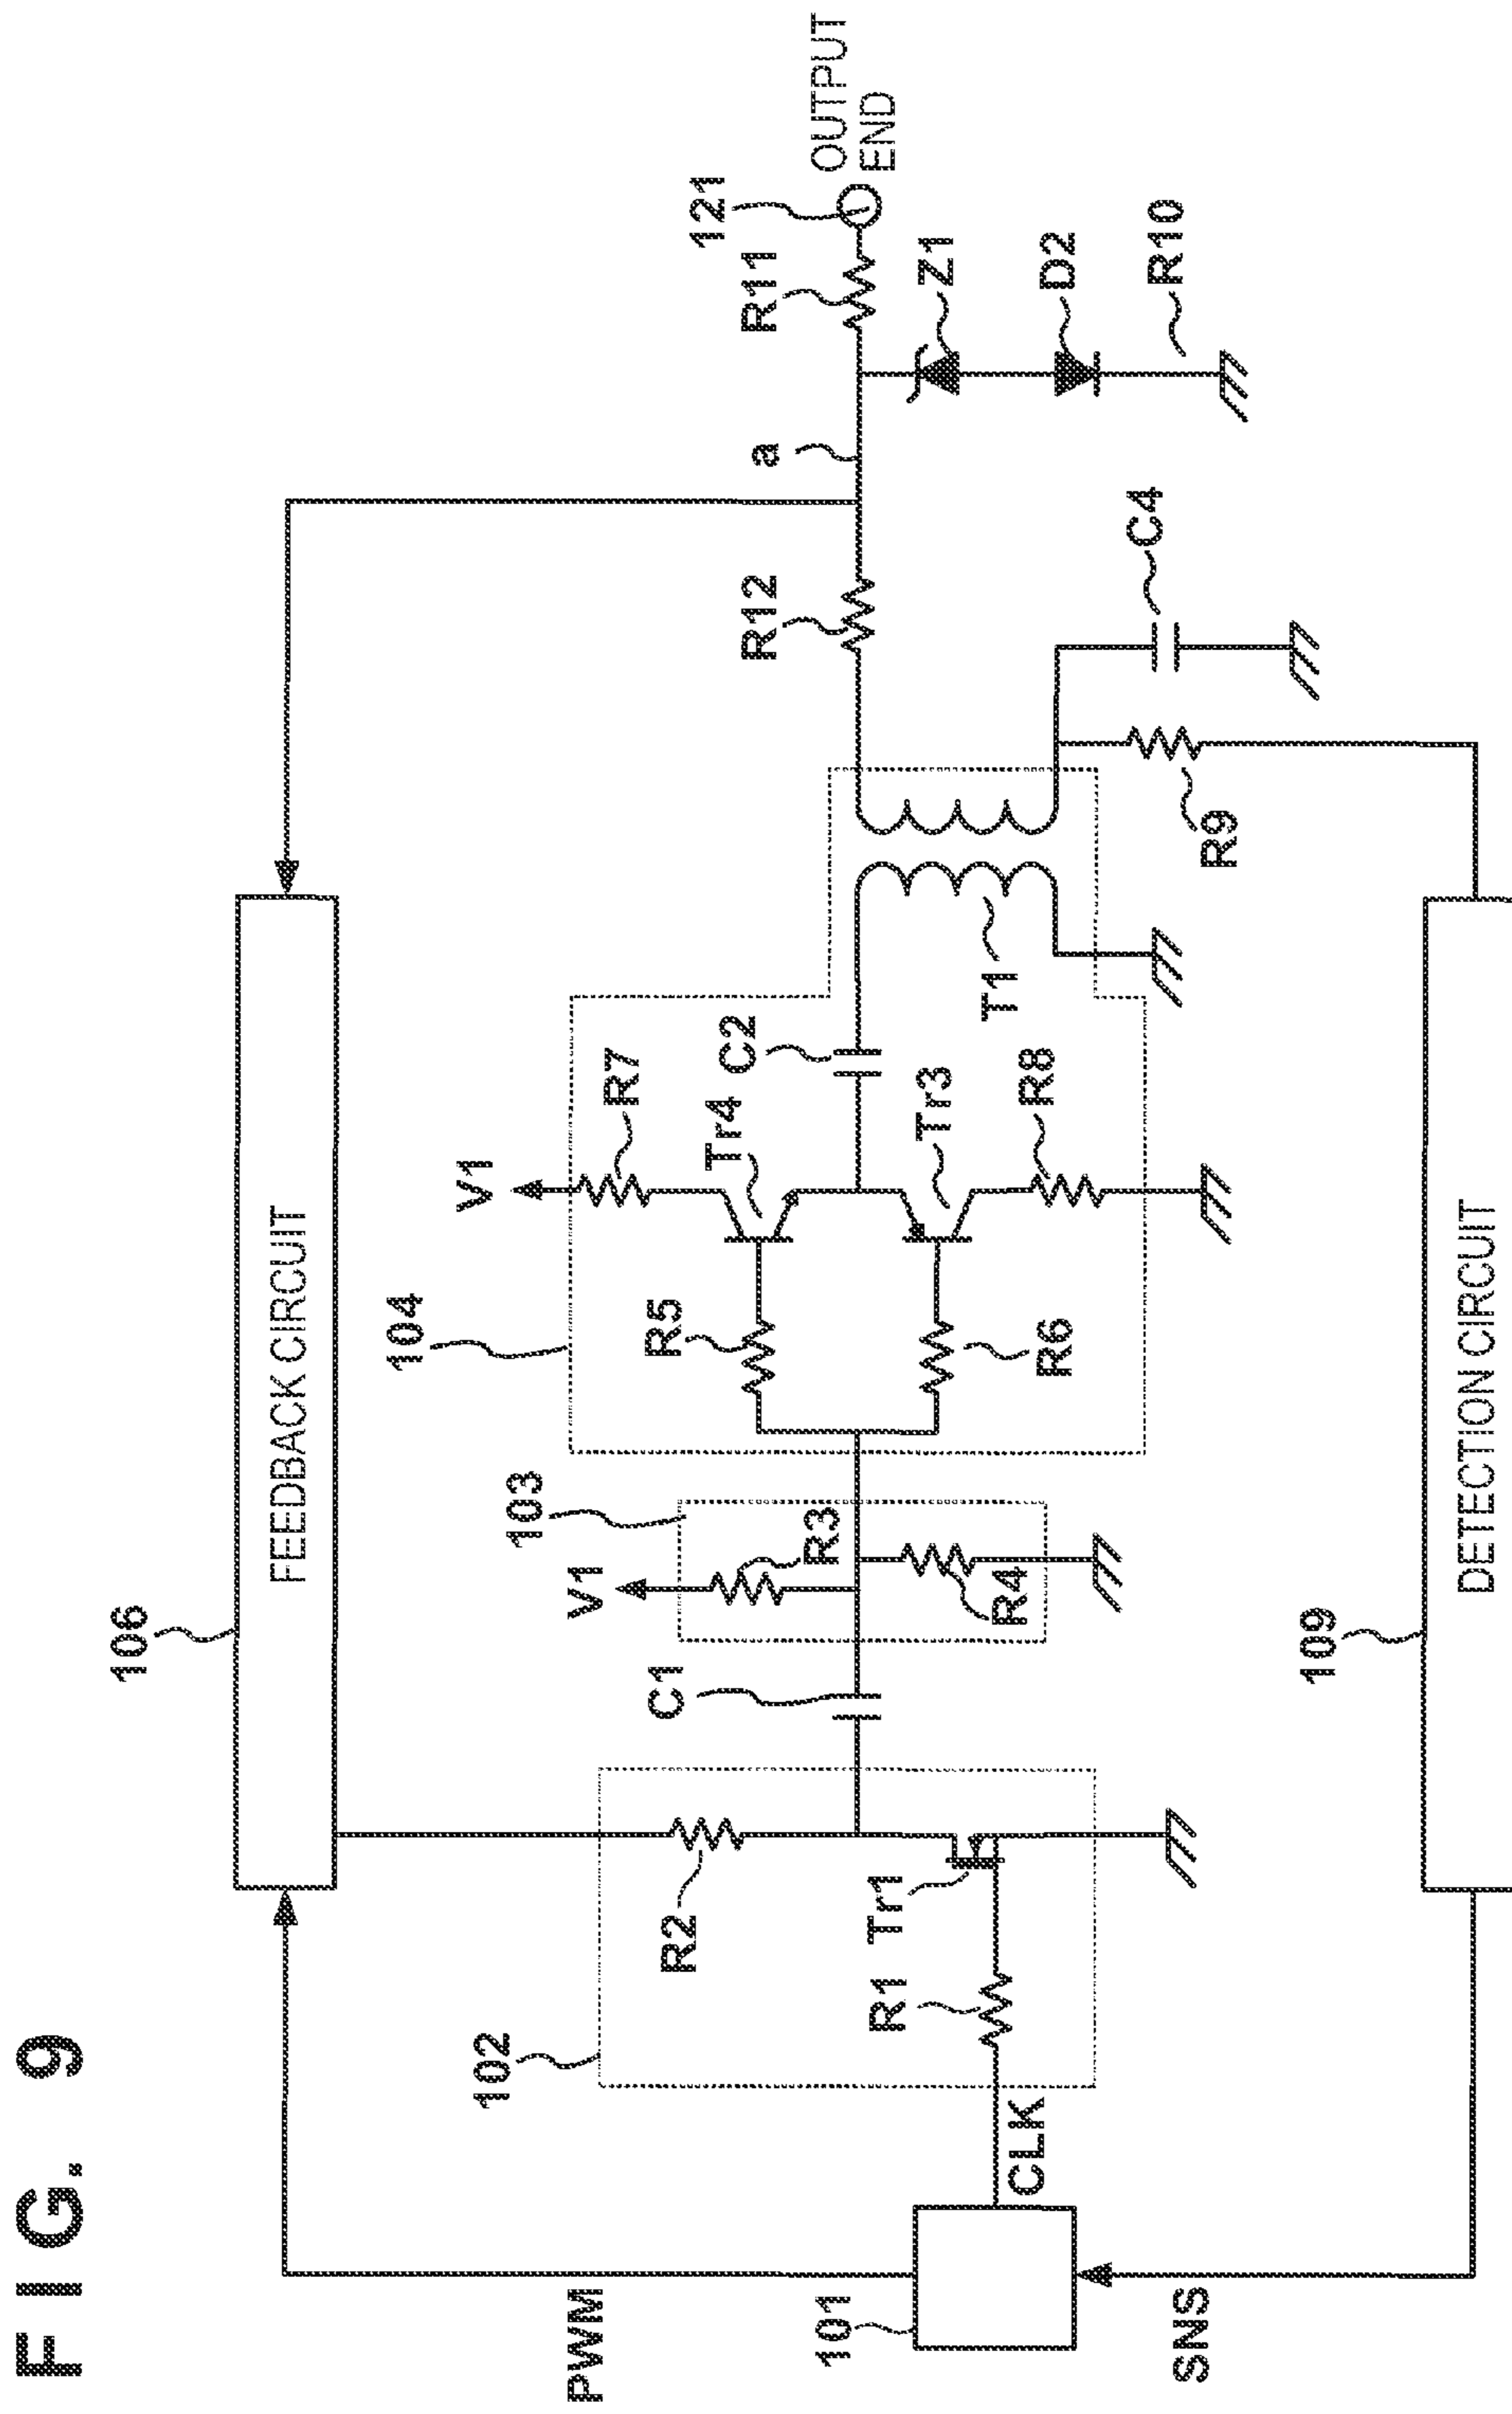 FIG. 9
106
FEEDBACK CIRCUIT
PWM
102
R2
Tr1
R1
CLK
101
SNS
C1
V1
103
R3
R4
104
V1
R7
R5
Tr4
C2
Tr3
R6
R8
T1
R12
a
R11
121
OUTPUT
END
Z1
D2
R10
C4
R9
109
DETECTION CIRCUIT